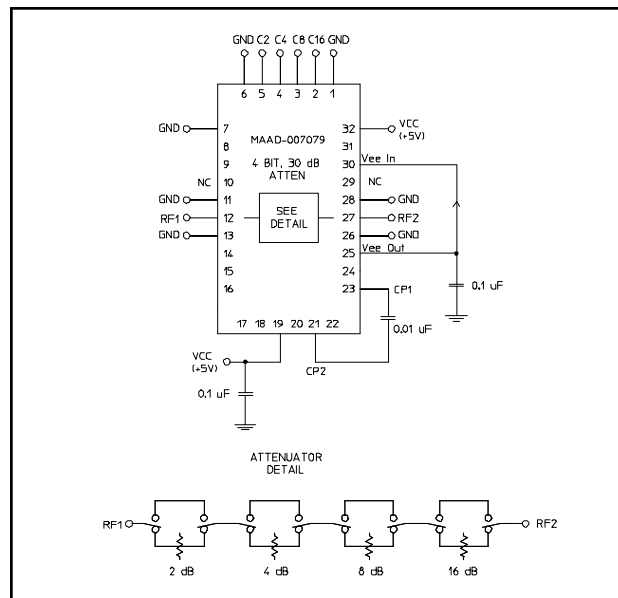 GND C2 C4 C8 C16 GND
6 5 4 3 2 1
GND 7 MAAD-007079 32 VCC
(+5V)
8 31
9 4 BIT, 30 dB 30 Vee In
ATTEN
NC 10 29 NC
GND 11 SEE 28 GND
RF1 12 DETAIL 27 RF2
GND 13 26 GND
14 25 Vee Out
15 24
16 23 CP1
0.1 uF
0.01 uF
17 18 19 20 21 22
VCC
(+5V)
CP2
0.1 uF
ATTENUATOR
DETAIL
RF1 RF2
2 dB 4 dB 8 dB 16 dB